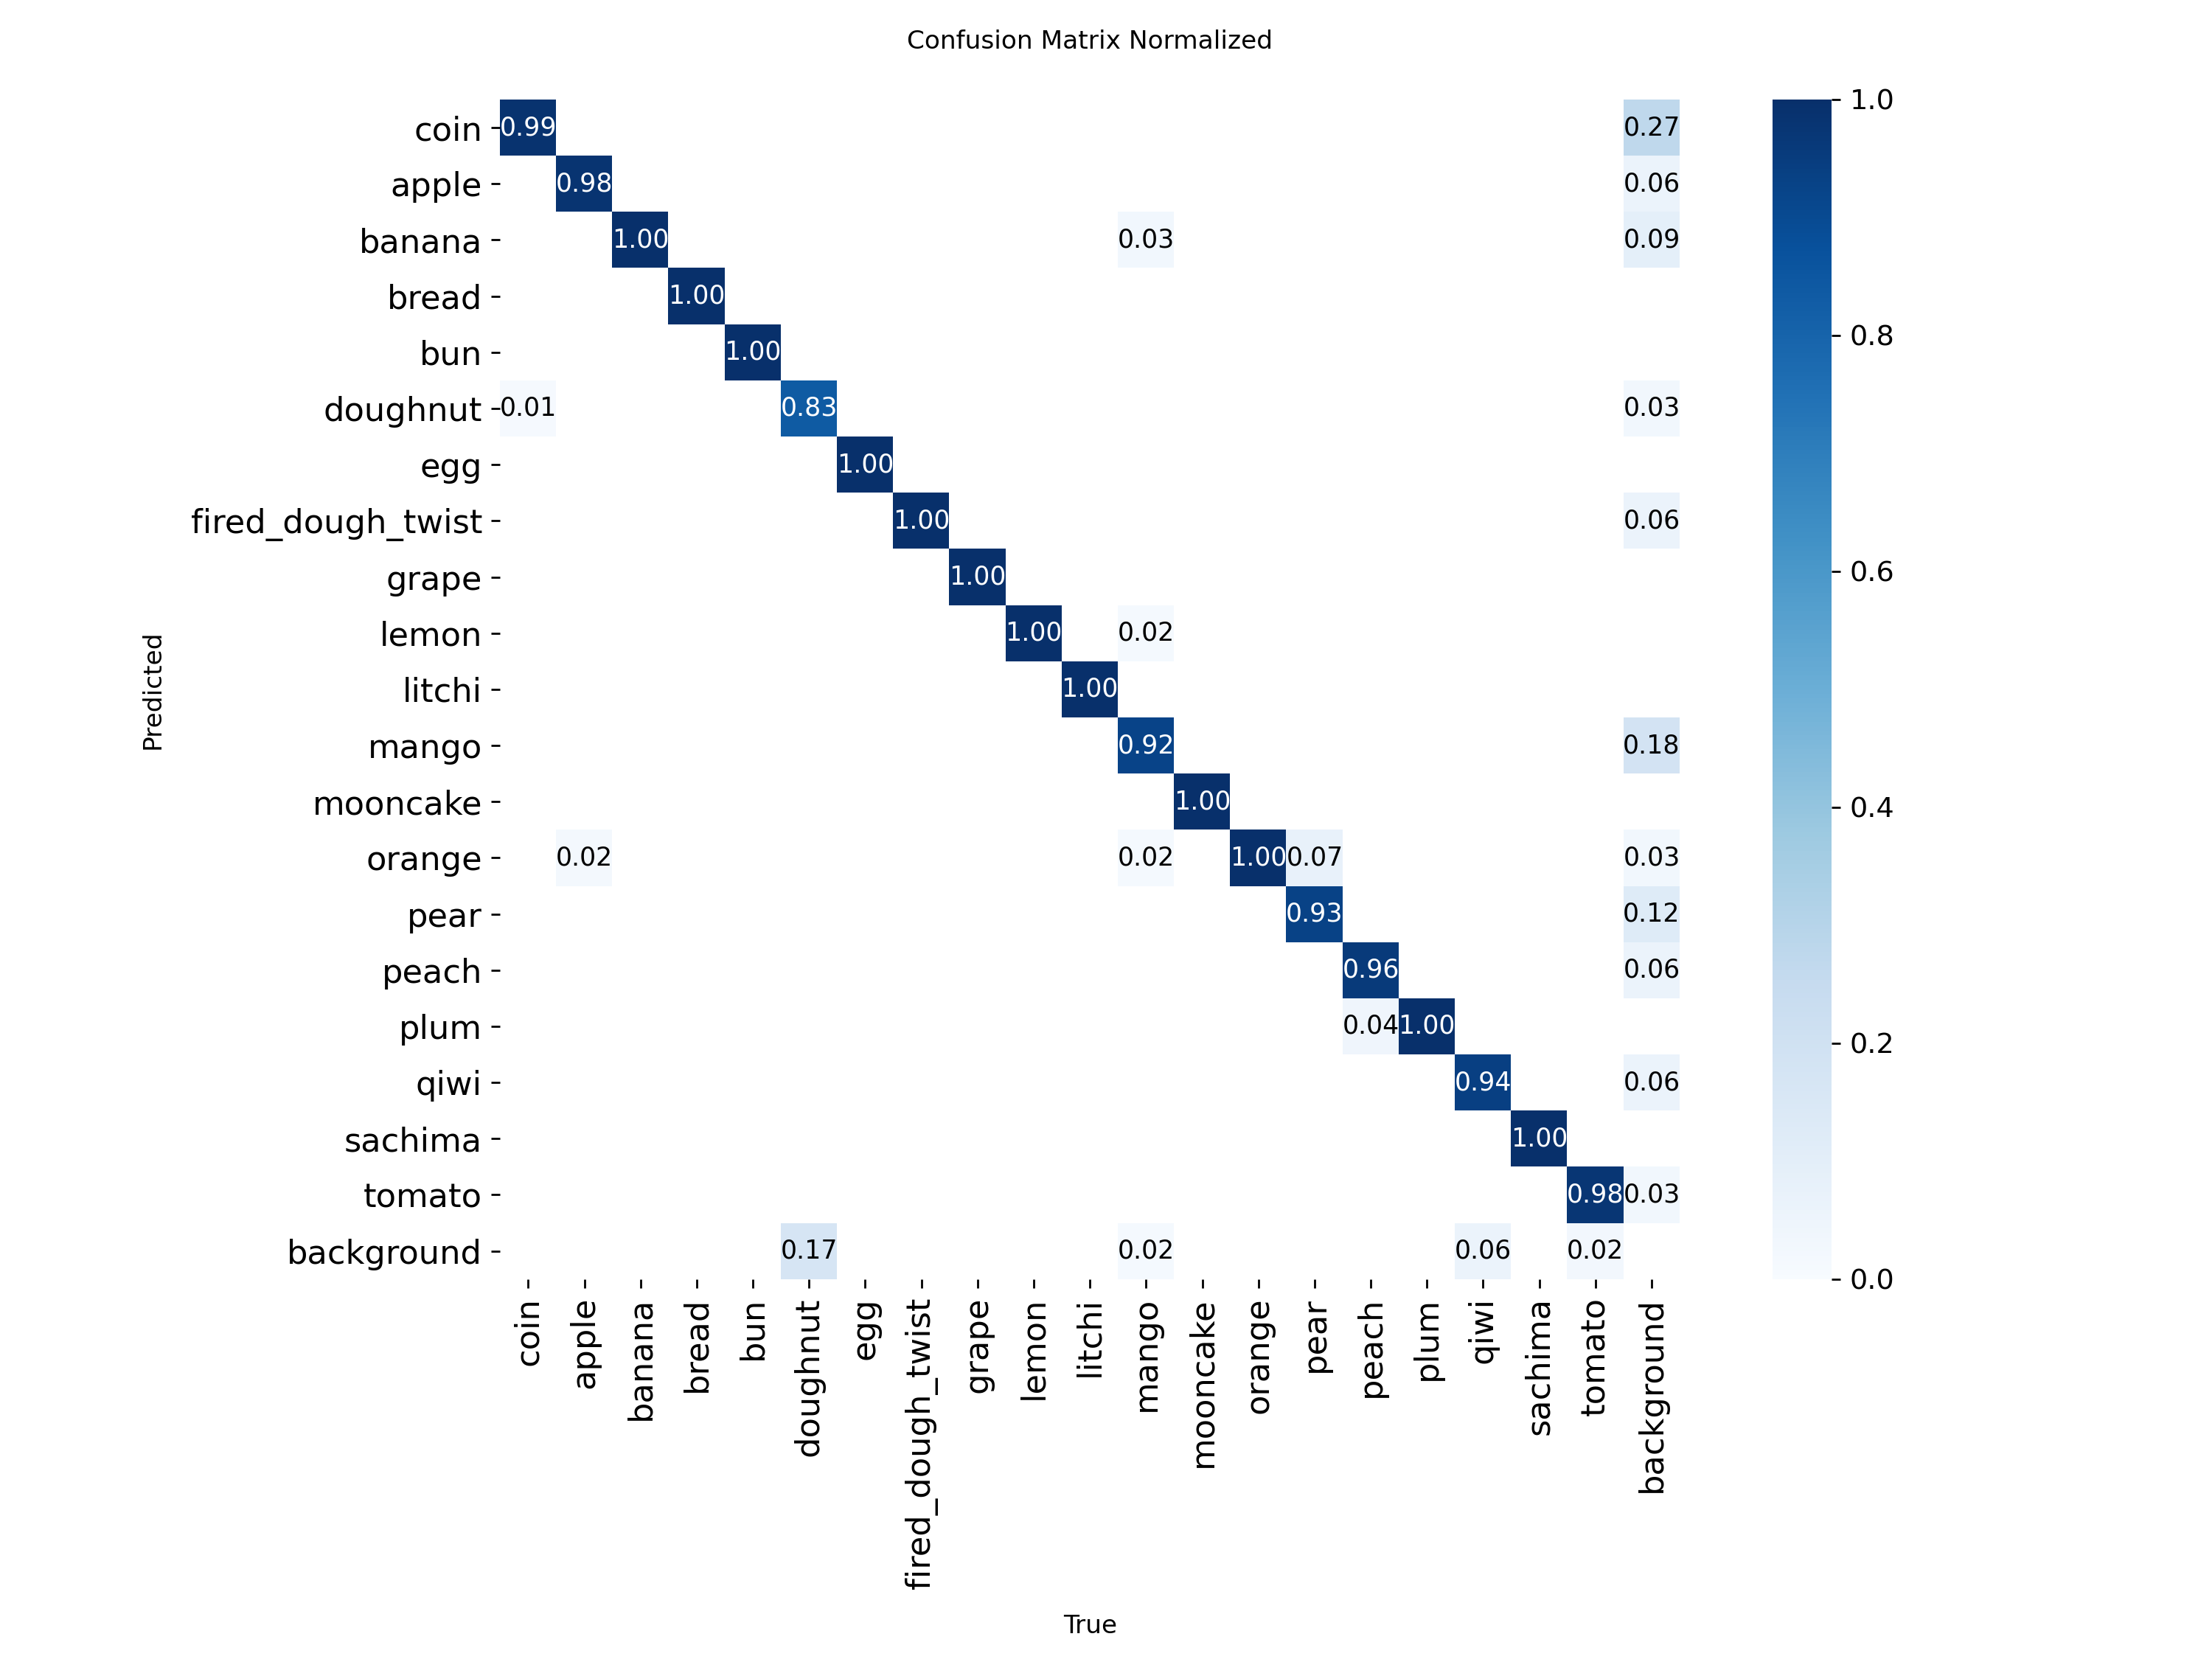 Confusion Matrix Normalized
coin 0.99 0.27 1.0
apple 0.98 0.06
banana 1.00 0.03 0.09
bread 1.00
0.8
bun 1.00
doughnut 0.01 0.83 0.03
egg 1.00
fired_dough_twist 1.00 0.06
0.6
grape 1.00
lemon 1.00 0.02
Predicted
litchi 1.00
mango 0.92 0.18
mooncake 1.00
0.4
orange 0.02 0.02 1.00 0.07 0.03
pear 0.93 0.12
peach 0.96 0.06
plum 0.04 1.00
0.2
qiwi 0.94 0.06
sachima 1.00
tomato 0.98 0.03
background 0.17 0.02 0.06 0.02
0.0
coin
apple
banana
bread
bun
doughnut
egg
fired_dough_twist
grape
lemon
litchi
mango
mooncake
orange
pear
peach
plum
qiwi
sachima
tomato
background
True